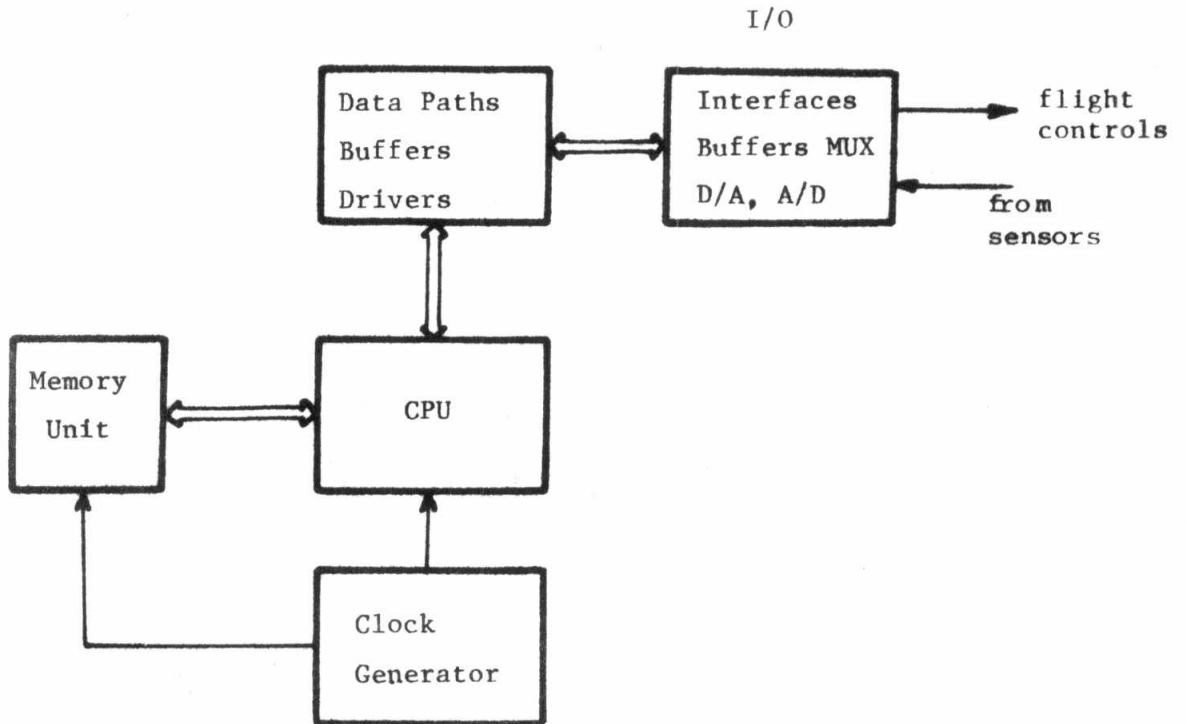 I/O
Data Paths
Buffers
Drivers
Interfaces
Buffers MUX
D/A, A/D
flight
controls
from
sensors
Memory
Unit
CPU
Clock
Generator